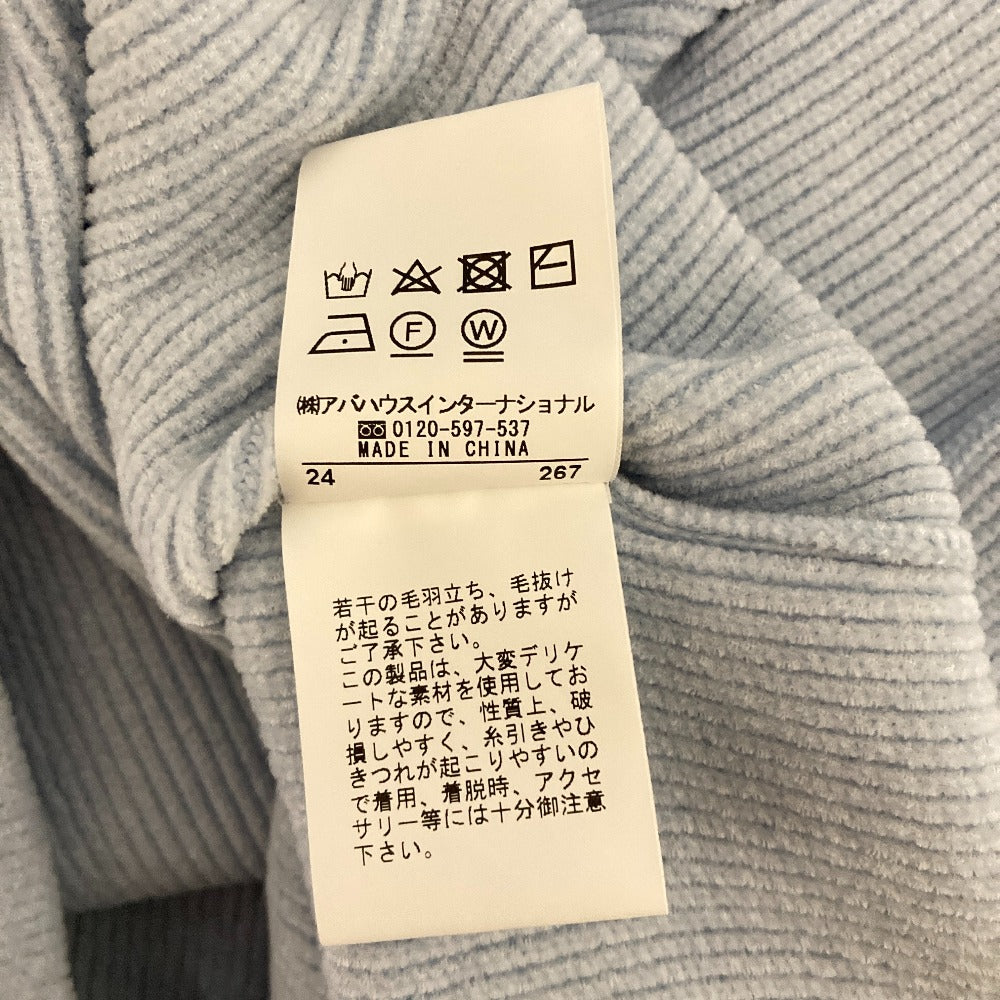 F W
㈱アバハウスインターナショナル
0120-597-537
MADE IN CHINA
24 267
若干の毛羽立ち、毛抜け
が起ることがありますが
ご了承下さい。
この製品は、大変デリケ
ートな素材を使用してお
りますので、性質上、破
損しやすく、糸引きやひ
きつれが起こりやすいの
で着用、着脱時、アクセ
サリー等には十分御注意
下さい。